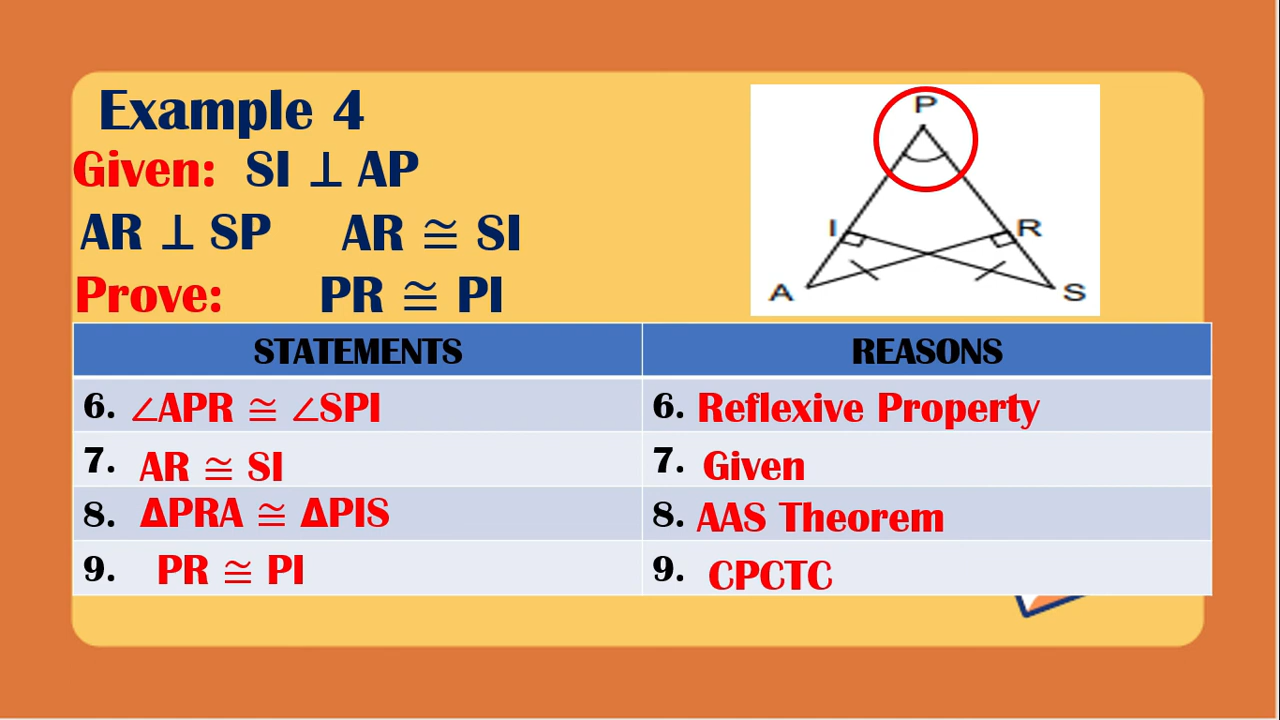 Example 4
Given: SI ⊥ AP
AR ⊥ SP AR ≅ SI
Prove: PR ≅ PI
P
I
R
A
S
STATEMENTS REASONS
6. ∠APR ≅ ∠SPI 6. Reflexive Property
7. AR ≅ SI 7. Given
8. ΔPRA ≅ ΔPIS 8. AAS Theorem
9. PR ≅ PI 9. CPCTC